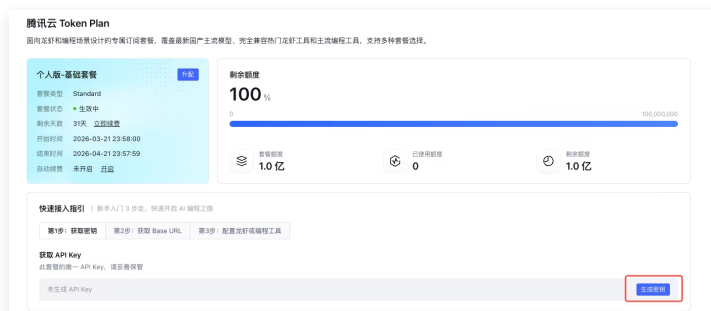 腾讯云 Token Plan
面向龙虾和编程场景设计的专属订阅套餐，覆盖最新国产主流模型、完全兼容热门龙虾工具和主流编程工具，支持多种套餐选择。
个人版-基础套餐 升配
套餐类型 Standard
套餐状态 生效中
剩余天数 31天 立即续费
开始时间 2026-03-21 23:58:00
结束时间 2026-04-21 23:57:59
自动续费 未开启 开启
剩余额度
100 %
0 100,000,000
套餐额度
1.0 亿
已使用额度
0
剩余额度
1.0 亿
快速接入指引 | 新手入门 3 步走，快速开启 AI 编程之旅
第1步：获取密钥 第2步：获取 Base URL 第3步：配置龙虾或编程工具
获取 API Key
此套餐的唯一 API Key，请妥善保管
未生成 API Key 生成密钥